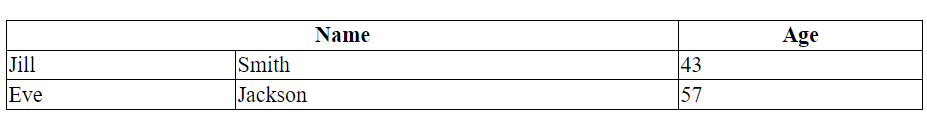 Name Age
Jill Smith 43
Eve Jackson 57